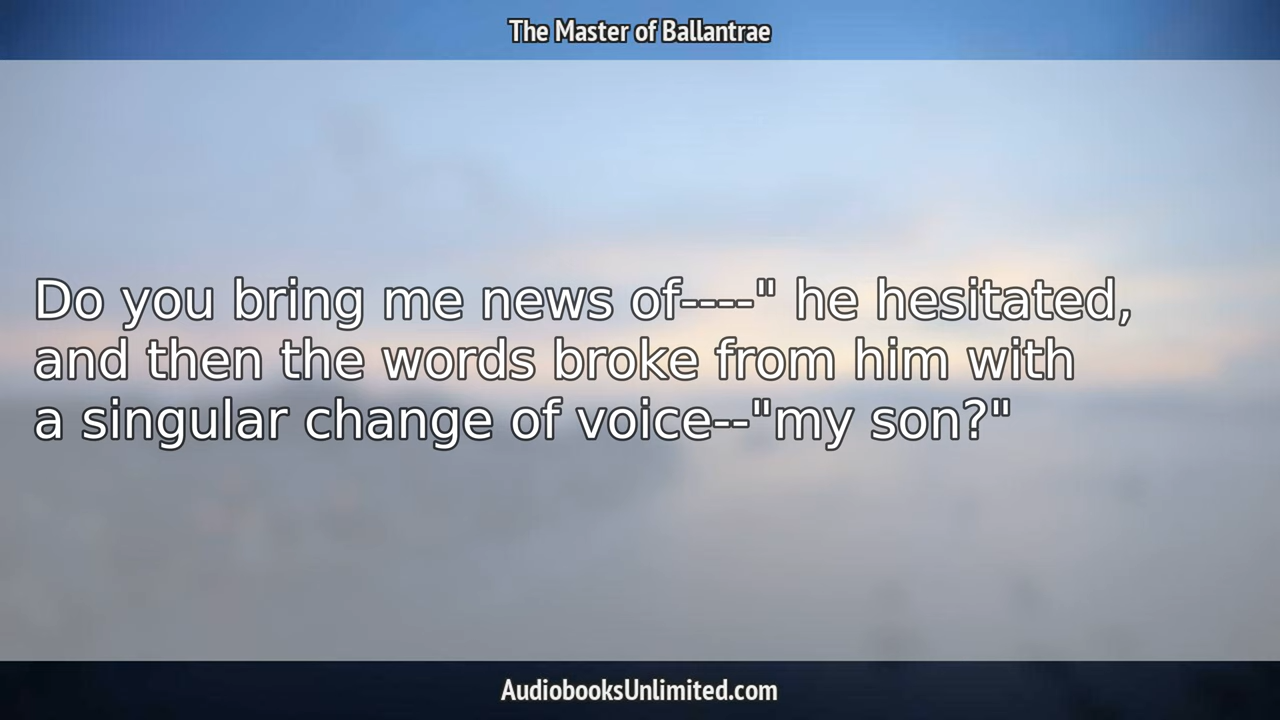 The Master of Ballantrae
Do you bring me news of----" he hesitated,
and then the words broke from him with
a singular change of voice--"my son?"
AudiobooksUnlimited.com